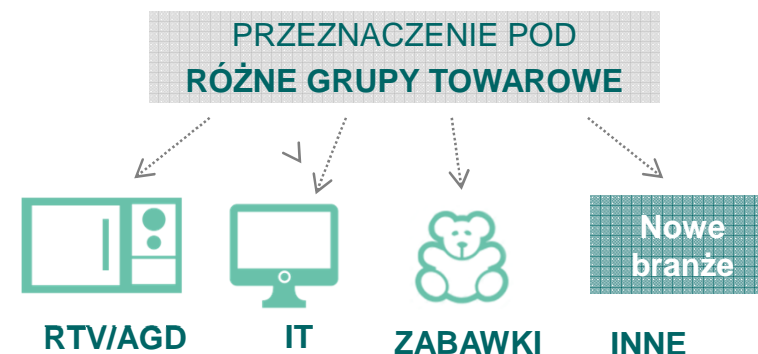 PRZEZNACZENIE POD
RÓŻNE GRUPY TOWAROWE
Nowe
branże
RTV/AGD
IT
ZABAWKI
INNE